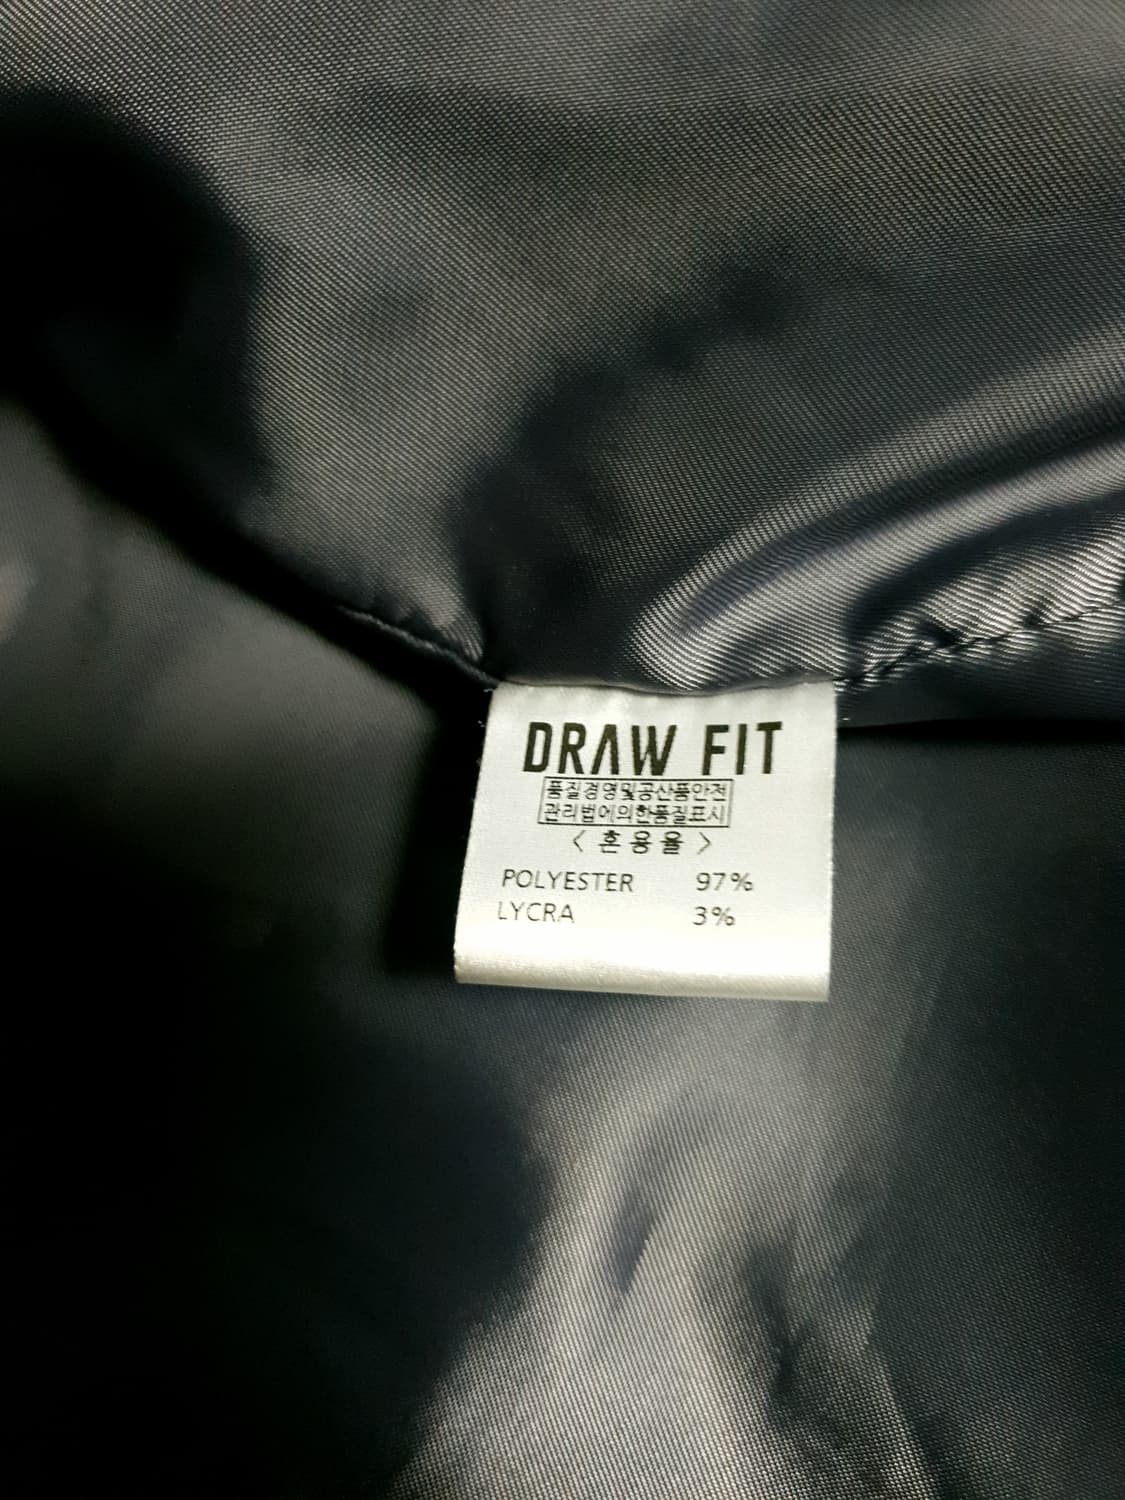 DRAW FIT
품질경영및공산품안전
관리법에의한품질표시
< 혼용율 >
POLYESTER 97%
LYCRA 3%